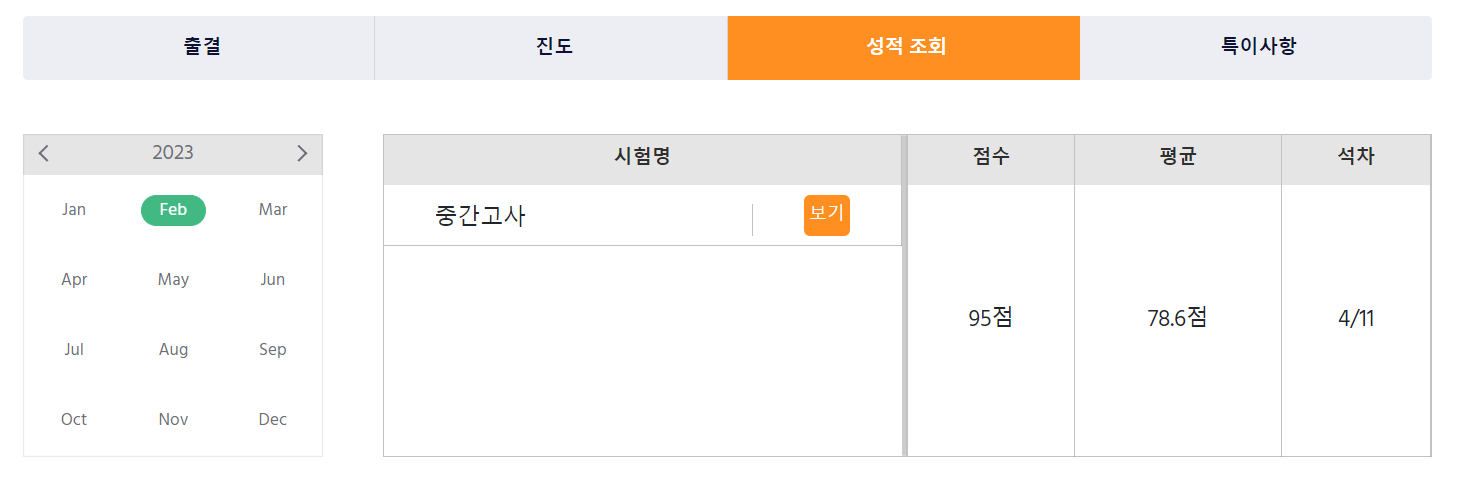 출결 진도 성적 조회 특이사항
2023
Jan Feb Mar
Apr May Jun
Jul Aug Sep
Oct Nov Dec
시험명 점수 평균 석차
중간고사 보기
95점 78.6점 4/11